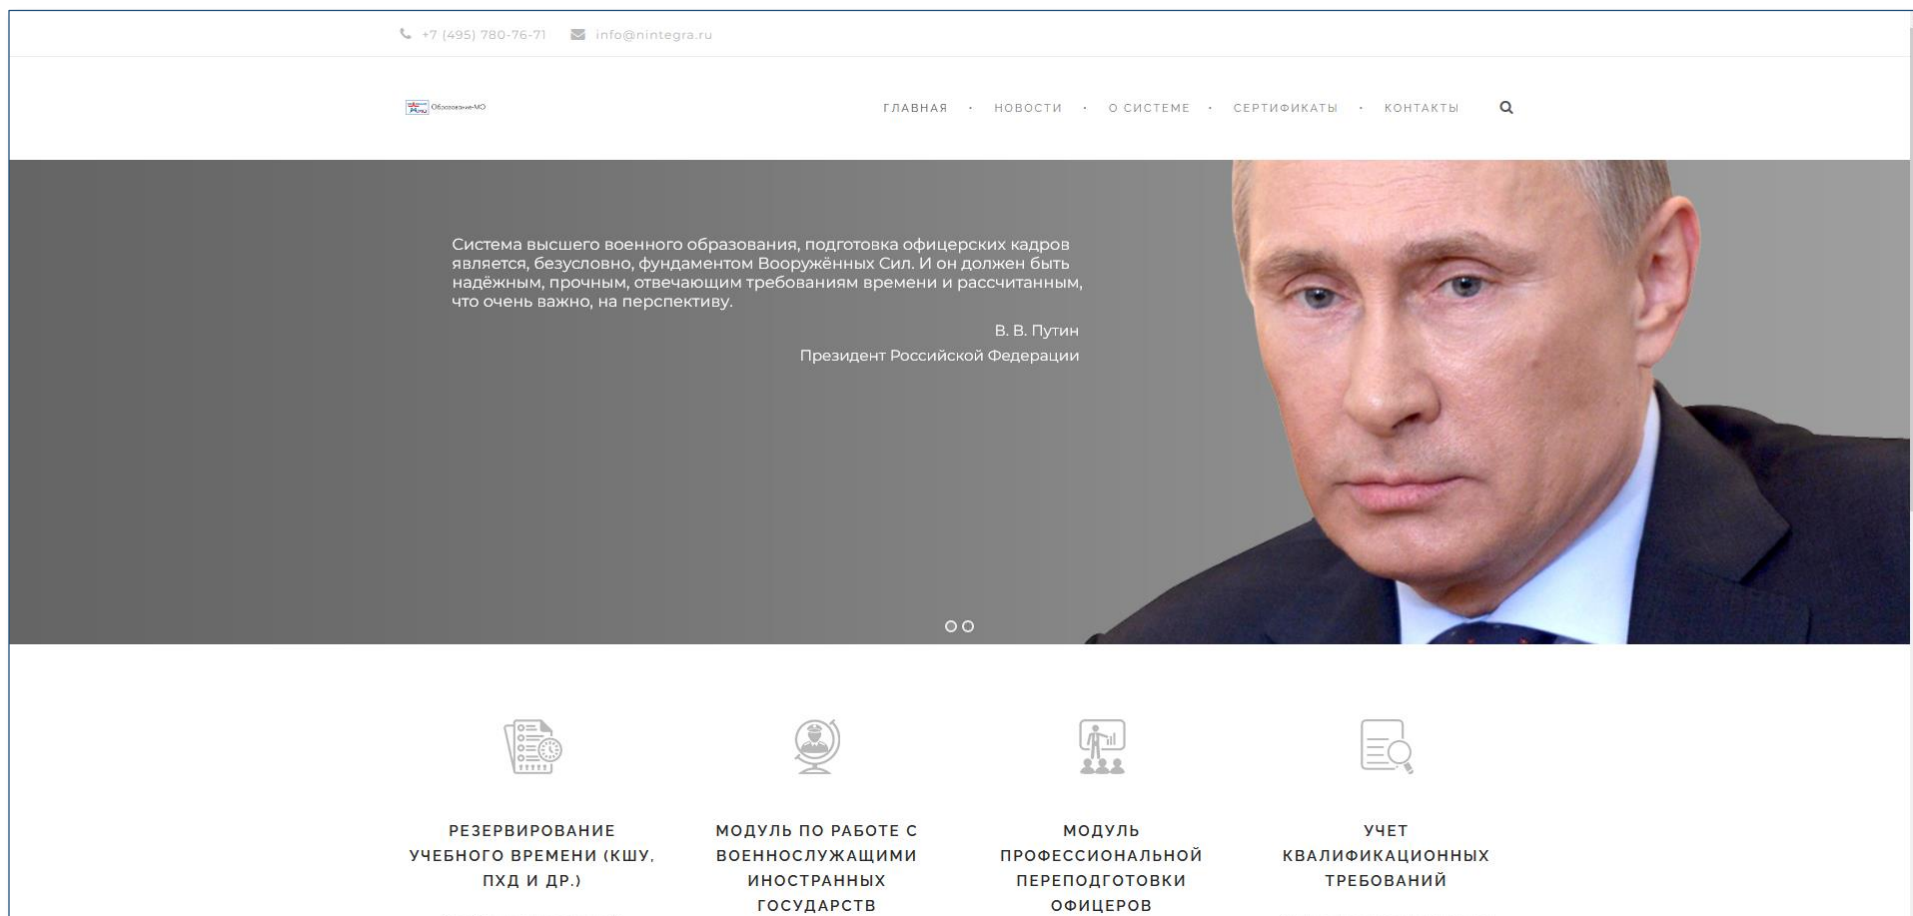 +7 (495) 780-76-71 info@nintegra.ru
Образование-МО
ГЛАВНАЯ · НОВОСТИ · О СИСТЕМЕ · СЕРТИФИКАТЫ · КОНТАКТЫ
Система высшего военного образования, подготовка офицерских кадров
является, безусловно, фундаментом Вооружённых Сил. И он должен быть
надёжным, прочным, отвечающим требованиям времени и рассчитанным,
что очень важно, на перспективу.
В. В. Путин
Президент Российской Федерации
РЕЗЕРВИРОВАНИЕ
УЧЕБНОГО ВРЕМЕНИ (КШУ,
ПХД И ДР.)
МОДУЛЬ ПО РАБОТЕ С
ВОЕННОСЛУЖАЩИМИ
ИНОСТРАННЫХ
ГОСУДАРСТВ
МОДУЛЬ
ПРОФЕССИОНАЛЬНОЙ
ПЕРЕПОДГОТОВКИ
ОФИЦЕРОВ
УЧЕТ
КВАЛИФИКАЦИОННЫХ
ТРЕБОВАНИЙ